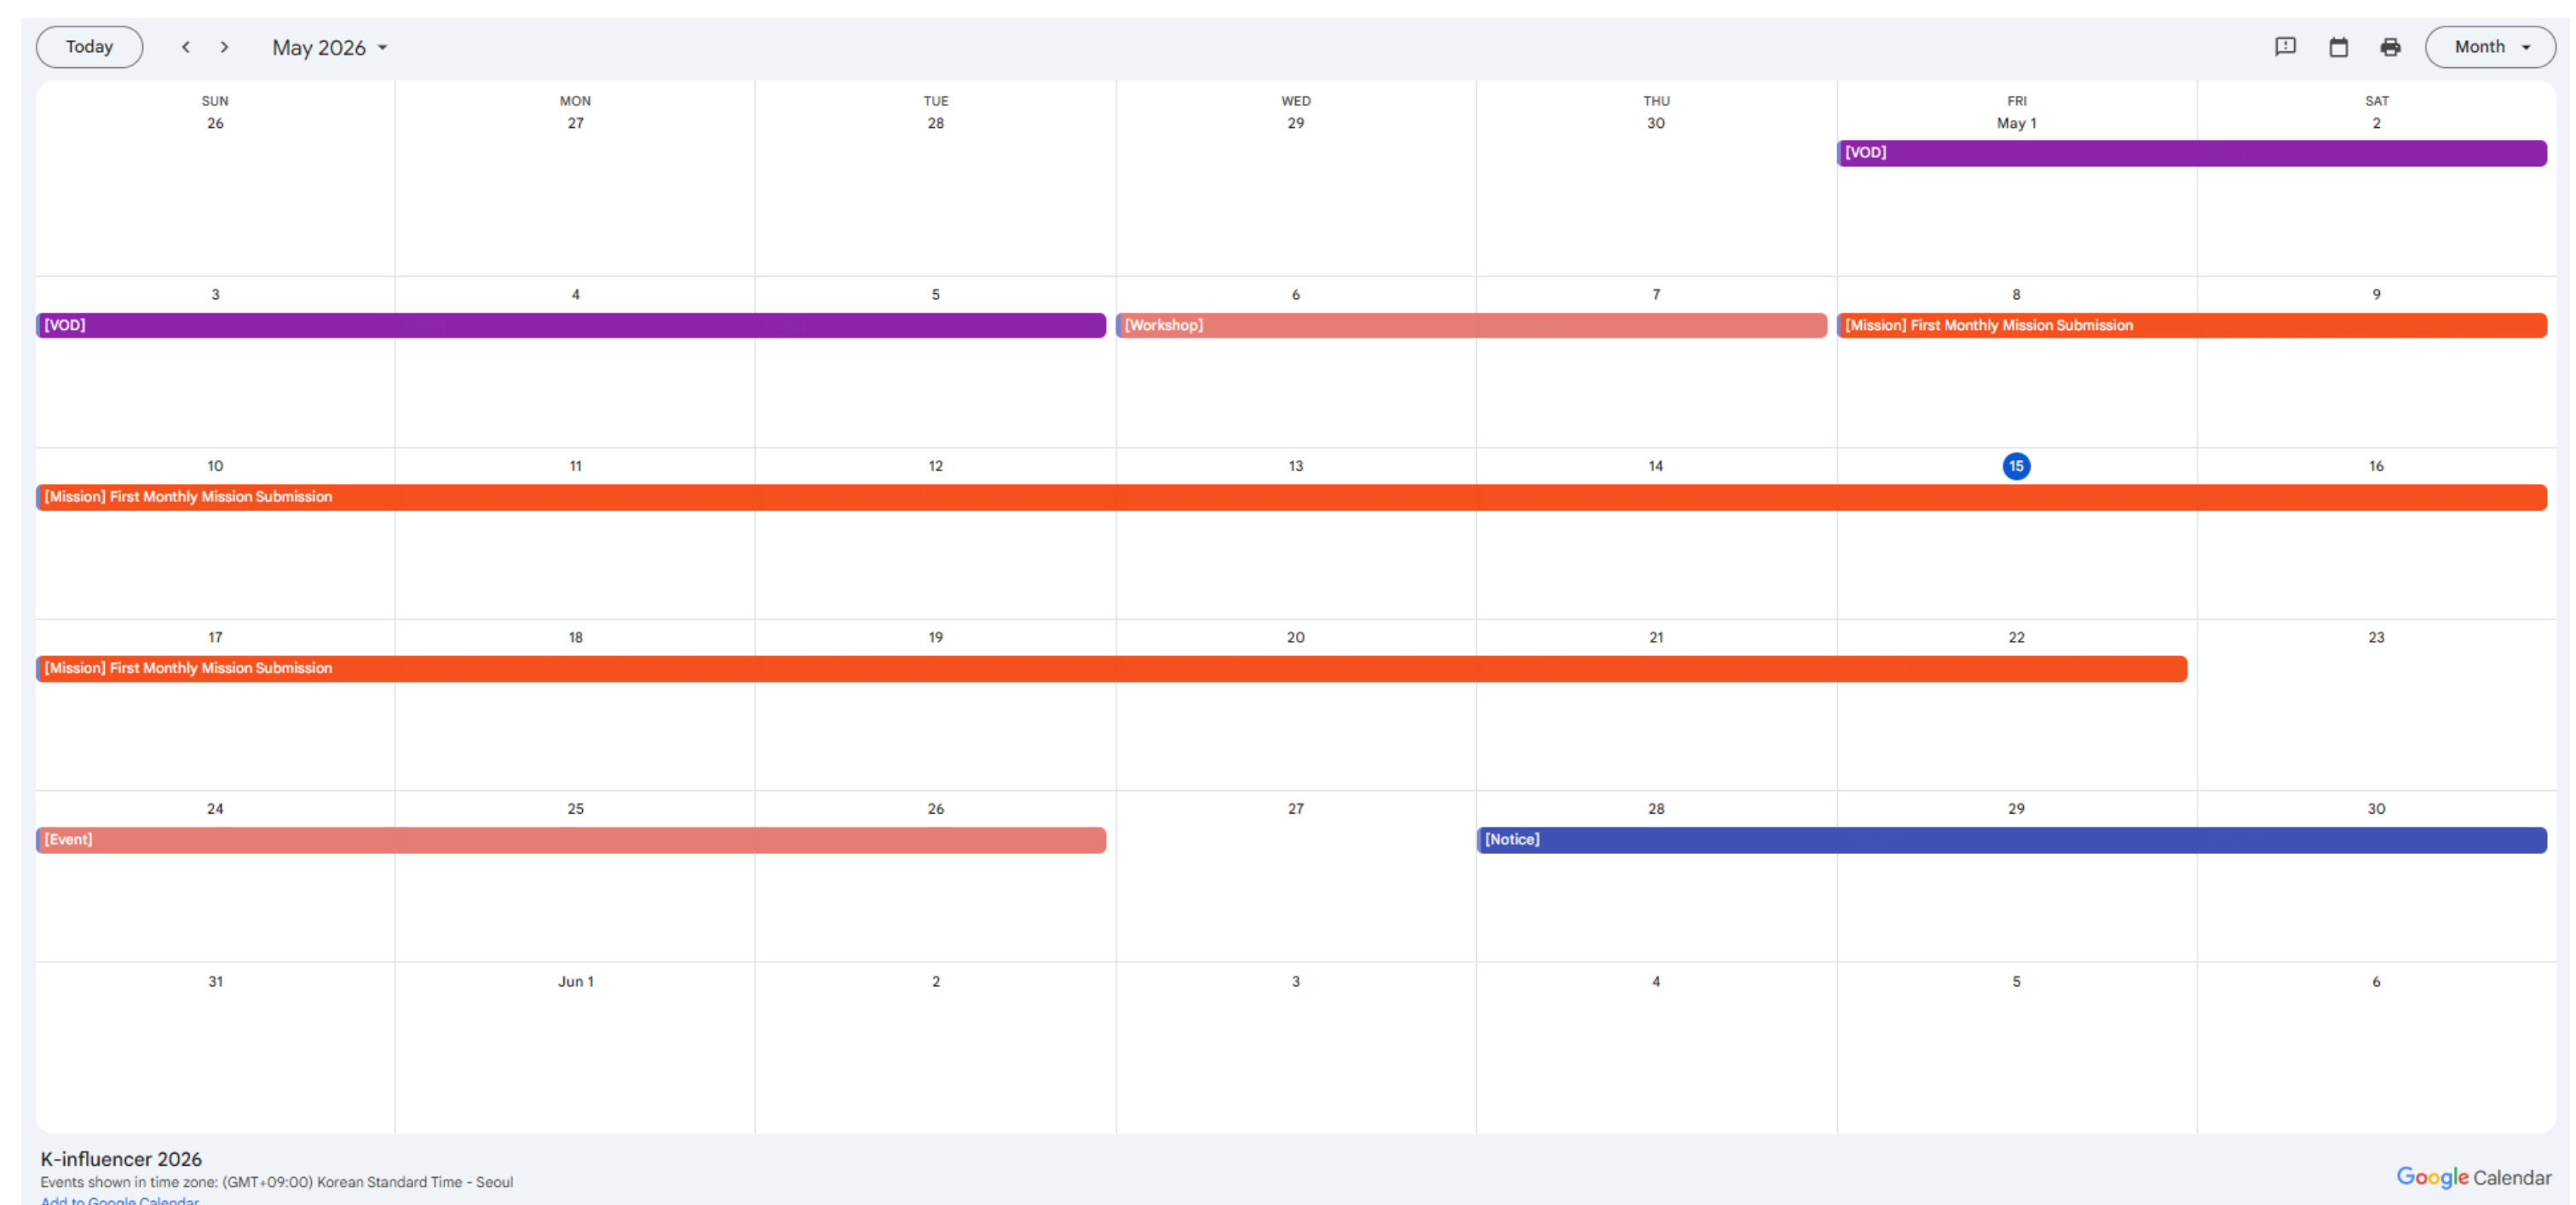 Today
May 2026
Month
SUN MON TUE WED THU FRI SAT
26 27 28 29 30 May 1 2
[VOD]
3 4 5 6 7 8 9
[VOD] [Workshop] [Mission] First Monthly Mission Submission
10 11 12 13 14 15 16
[Mission] First Monthly Mission Submission
17 18 19 20 21 22 23
[Mission] First Monthly Mission Submission
24 25 26 27 28 29 30
[Event] [Notice]
31 Jun 1 2 3 4 5 6
K-influencer 2026
Events shown in time zone: (GMT+09:00) Korean Standard Time - Seoul
Add to Google Calendar
Google Calendar